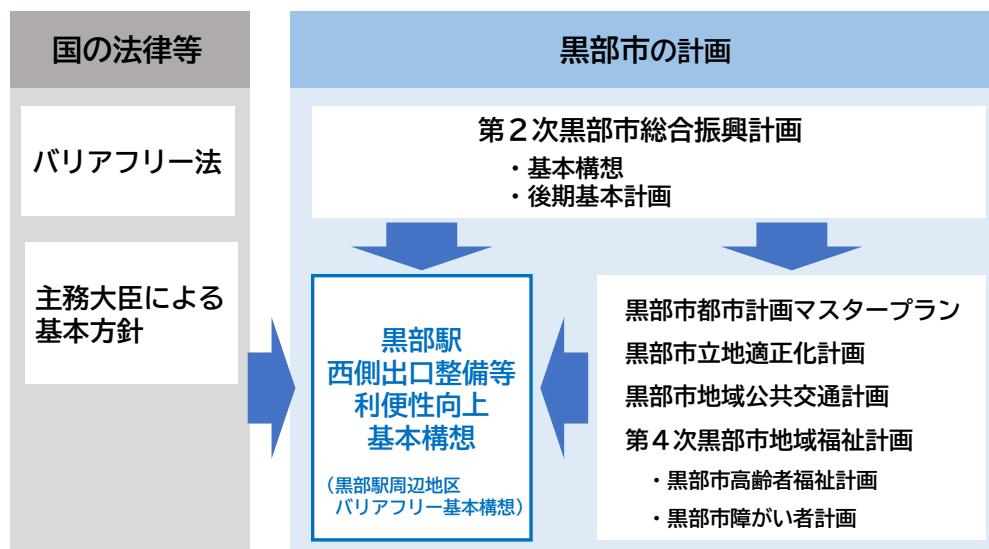 国の法律等
バリアフリー法
主務大臣による
基本方針
黒部市の計画
第２次黒部市総合振興計画
・基本構想
・後期基本計画
黒部駅
西側出口整備等
利便性向上
基本構想
（黒部駅周辺地区
バリアフリー基本構想）
黒部市都市計画マスタープラン
黒部市立地適正化計画
黒部市地域公共交通計画
第４次黒部市地域福祉計画
・黒部市高齢者福祉計画
・黒部市障がい者計画